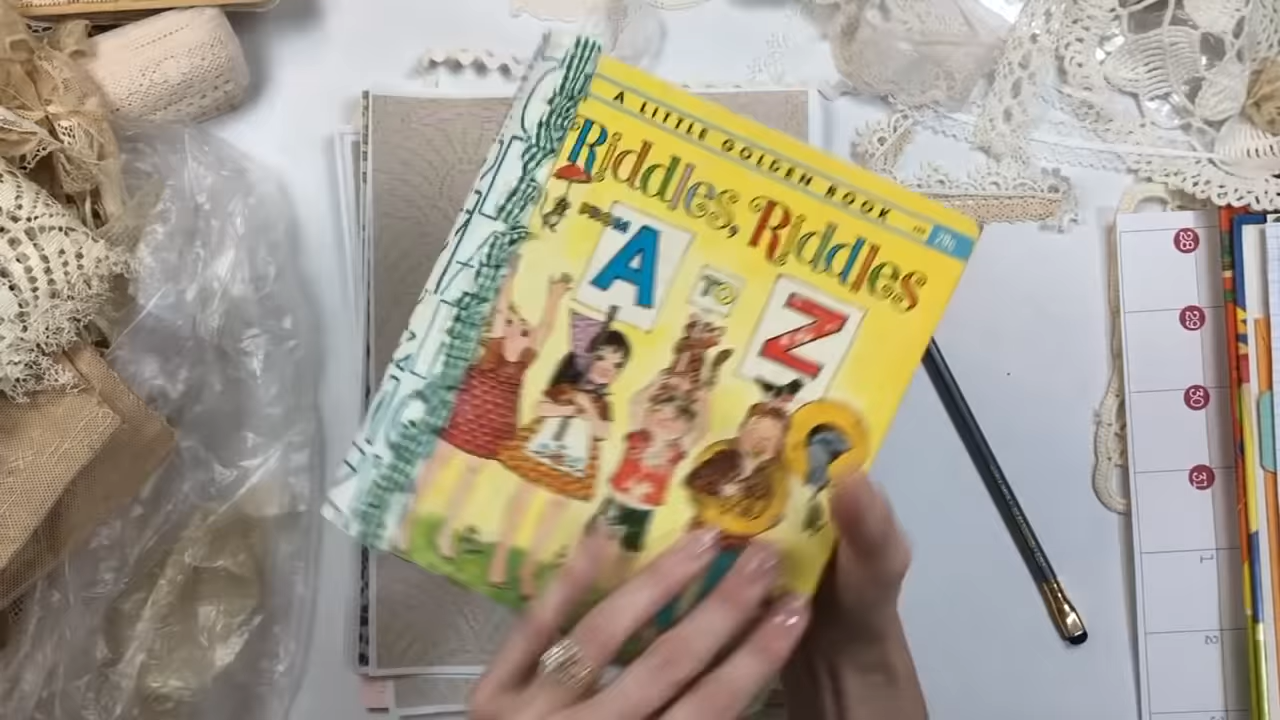 A LITTLE GOLDEN BOOK
29¢
Riddles, Riddles
FROM
A
TO
Z
28
29
30
31
1
2